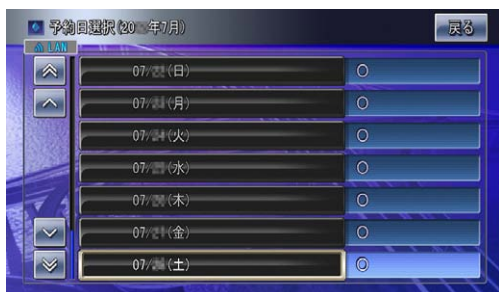 予約日選択(20 年7月)
戻る
LAN
07/ (日) ○
07/ (月) ○
07/24(火) ○
07/ (水) ○
07/ (木) ○
07/ (金) ○
07/ (土) ○